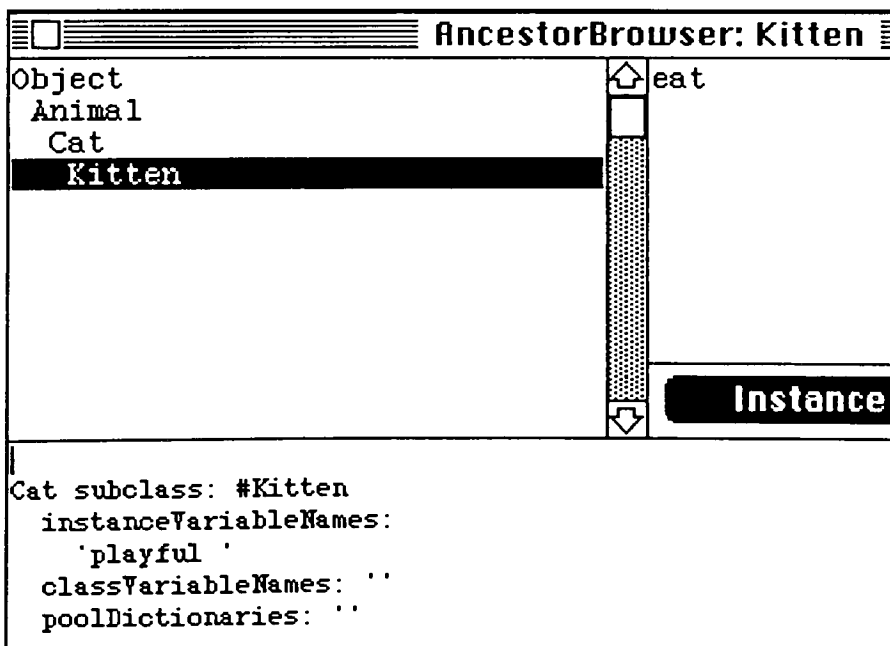 AncestorBrowser: Kitten
Object
Animal
Cat
Kitten
eat
Instance
Cat subclass: #Kitten
instanceVariableNames:
'playful '
classVariableNames: ''
poolDictionaries: ''